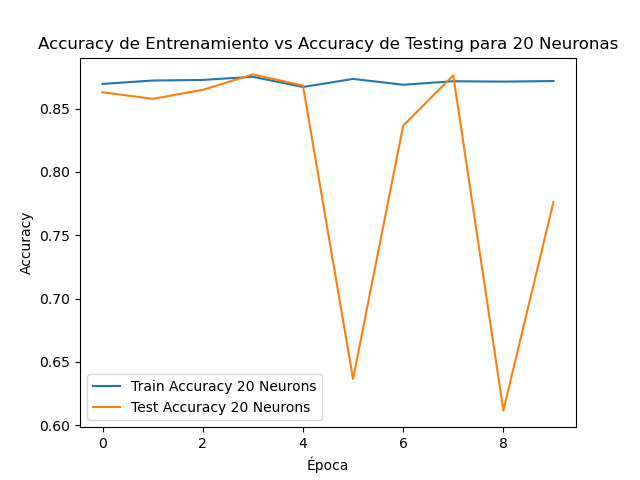 Accuracy de Entrenamiento vs Accuracy de Testing para 20 Neuronas
Accuracy
0.85
0.80
0.75
0.70
0.65
0.60
Train Accuracy 20 Neurons
Test Accuracy 20 Neurons
0 2 4 6 8
Época